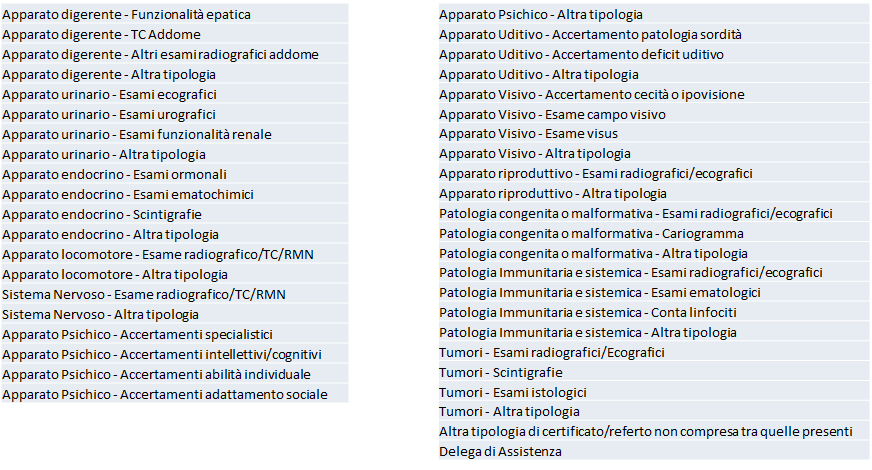 Apparato digerente - Funzionalità epatica
Apparato digerente - TC Addome
Apparato digerente - Altri esami radiografici addome
Apparato digerente - Altra tipologia
Apparato urinario - Esami ecografici
Apparato urinario - Esami urografici
Apparato urinario - Esami funzionalità renale
Apparato urinario - Altra tipologia
Apparato endocrino - Esami ormonali
Apparato endocrino - Esami ematochimici
Apparato endocrino - Scintigrafie
Apparato endocrino - Altra tipologia
Apparato locomotore - Esame radiografico/TC/RMN
Apparato locomotore - Altra tipologia
Sistema Nervoso - Esame radiografico/TC/RMN
Sistema Nervoso - Altra tipologia
Apparato Psichico - Accertamenti specialistici
Apparato Psichico - Accertamenti intellettivi/cognitivi
Apparato Psichico - Accertamenti abilità individuale
Apparato Psichico - Accertamenti adattamento sociale
Apparato Psichico - Altra tipologia
Apparato Uditivo - Accertamento patologia sordità
Apparato Uditivo - Accertamento deficit uditivo
Apparato Uditivo - Altra tipologia
Apparato Visivo - Accertamento cecità o ipovisione
Apparato Visivo - Esame campo visivo
Apparato Visivo - Esame visus
Apparato Visivo - Altra tipologia
Apparato riproduttivo - Esami radiografici/ecografici
Apparato riproduttivo - Altra tipologia
Patologia congenita o malformativa - Esami radiografici/ecografici
Patologia congenita o malformativa - Cariogramma
Patologia congenita o malformativa - Altra tipologia
Patologia Immunitaria e sistemica - Esami radiografici/ecografici
Patologia Immunitaria e sistemica - Esami ematologici
Patologia Immunitaria e sistemica - Conta linfociti
Patologia Immunitaria e sistemica - Altra tipologia
Tumori - Esami radiografici/Ecografici
Tumori - Scintigrafie
Tumori - Esami istologici
Tumori - Altra tipologia
Altra tipologia di certificato/referto non compresa tra quelle presenti
Delega di Assistenza